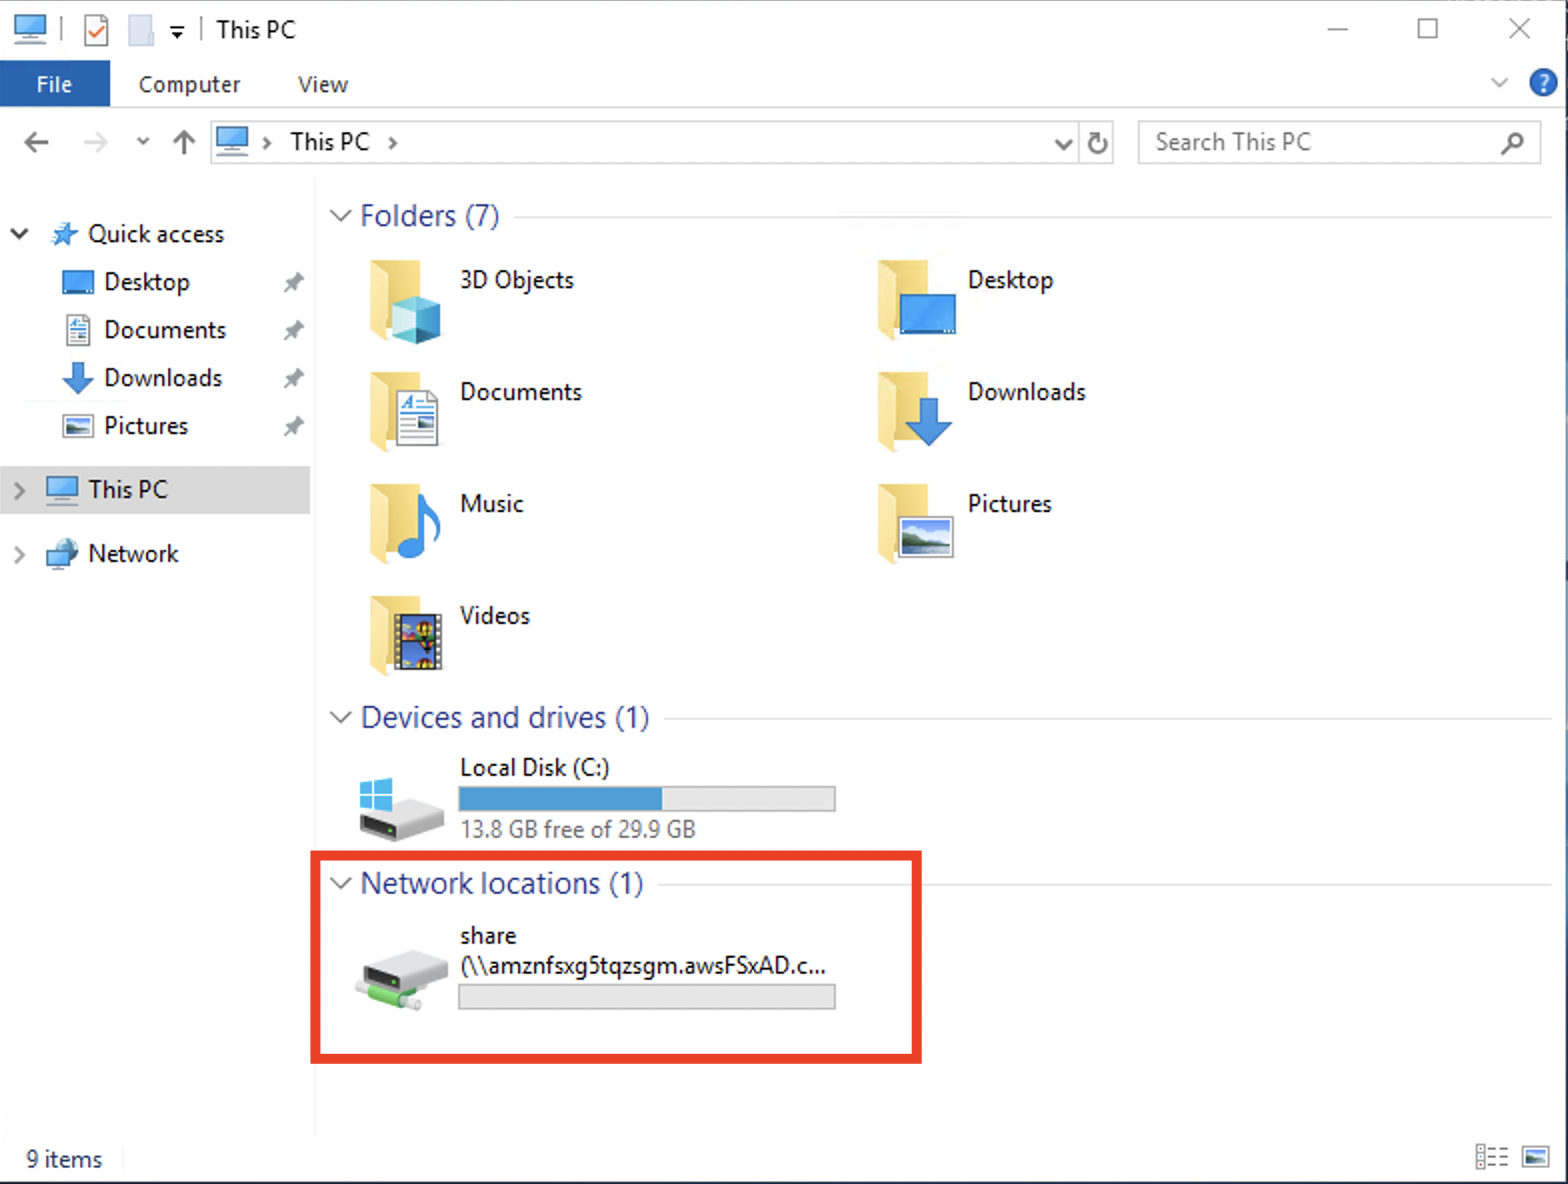 This PC
File Computer View
This PC
Search This PC
Quick access
Desktop
Documents
Downloads
Pictures
This PC
Network
Folders (7)
3D Objects
Desktop
Documents
Downloads
Music
Pictures
Videos
Devices and drives (1)
Local Disk (C:)
13.8 GB free of 29.9 GB
Network locations (1)
share
(\\amznfsxg5tqzsgm.awsFSxAD.c...
9 items